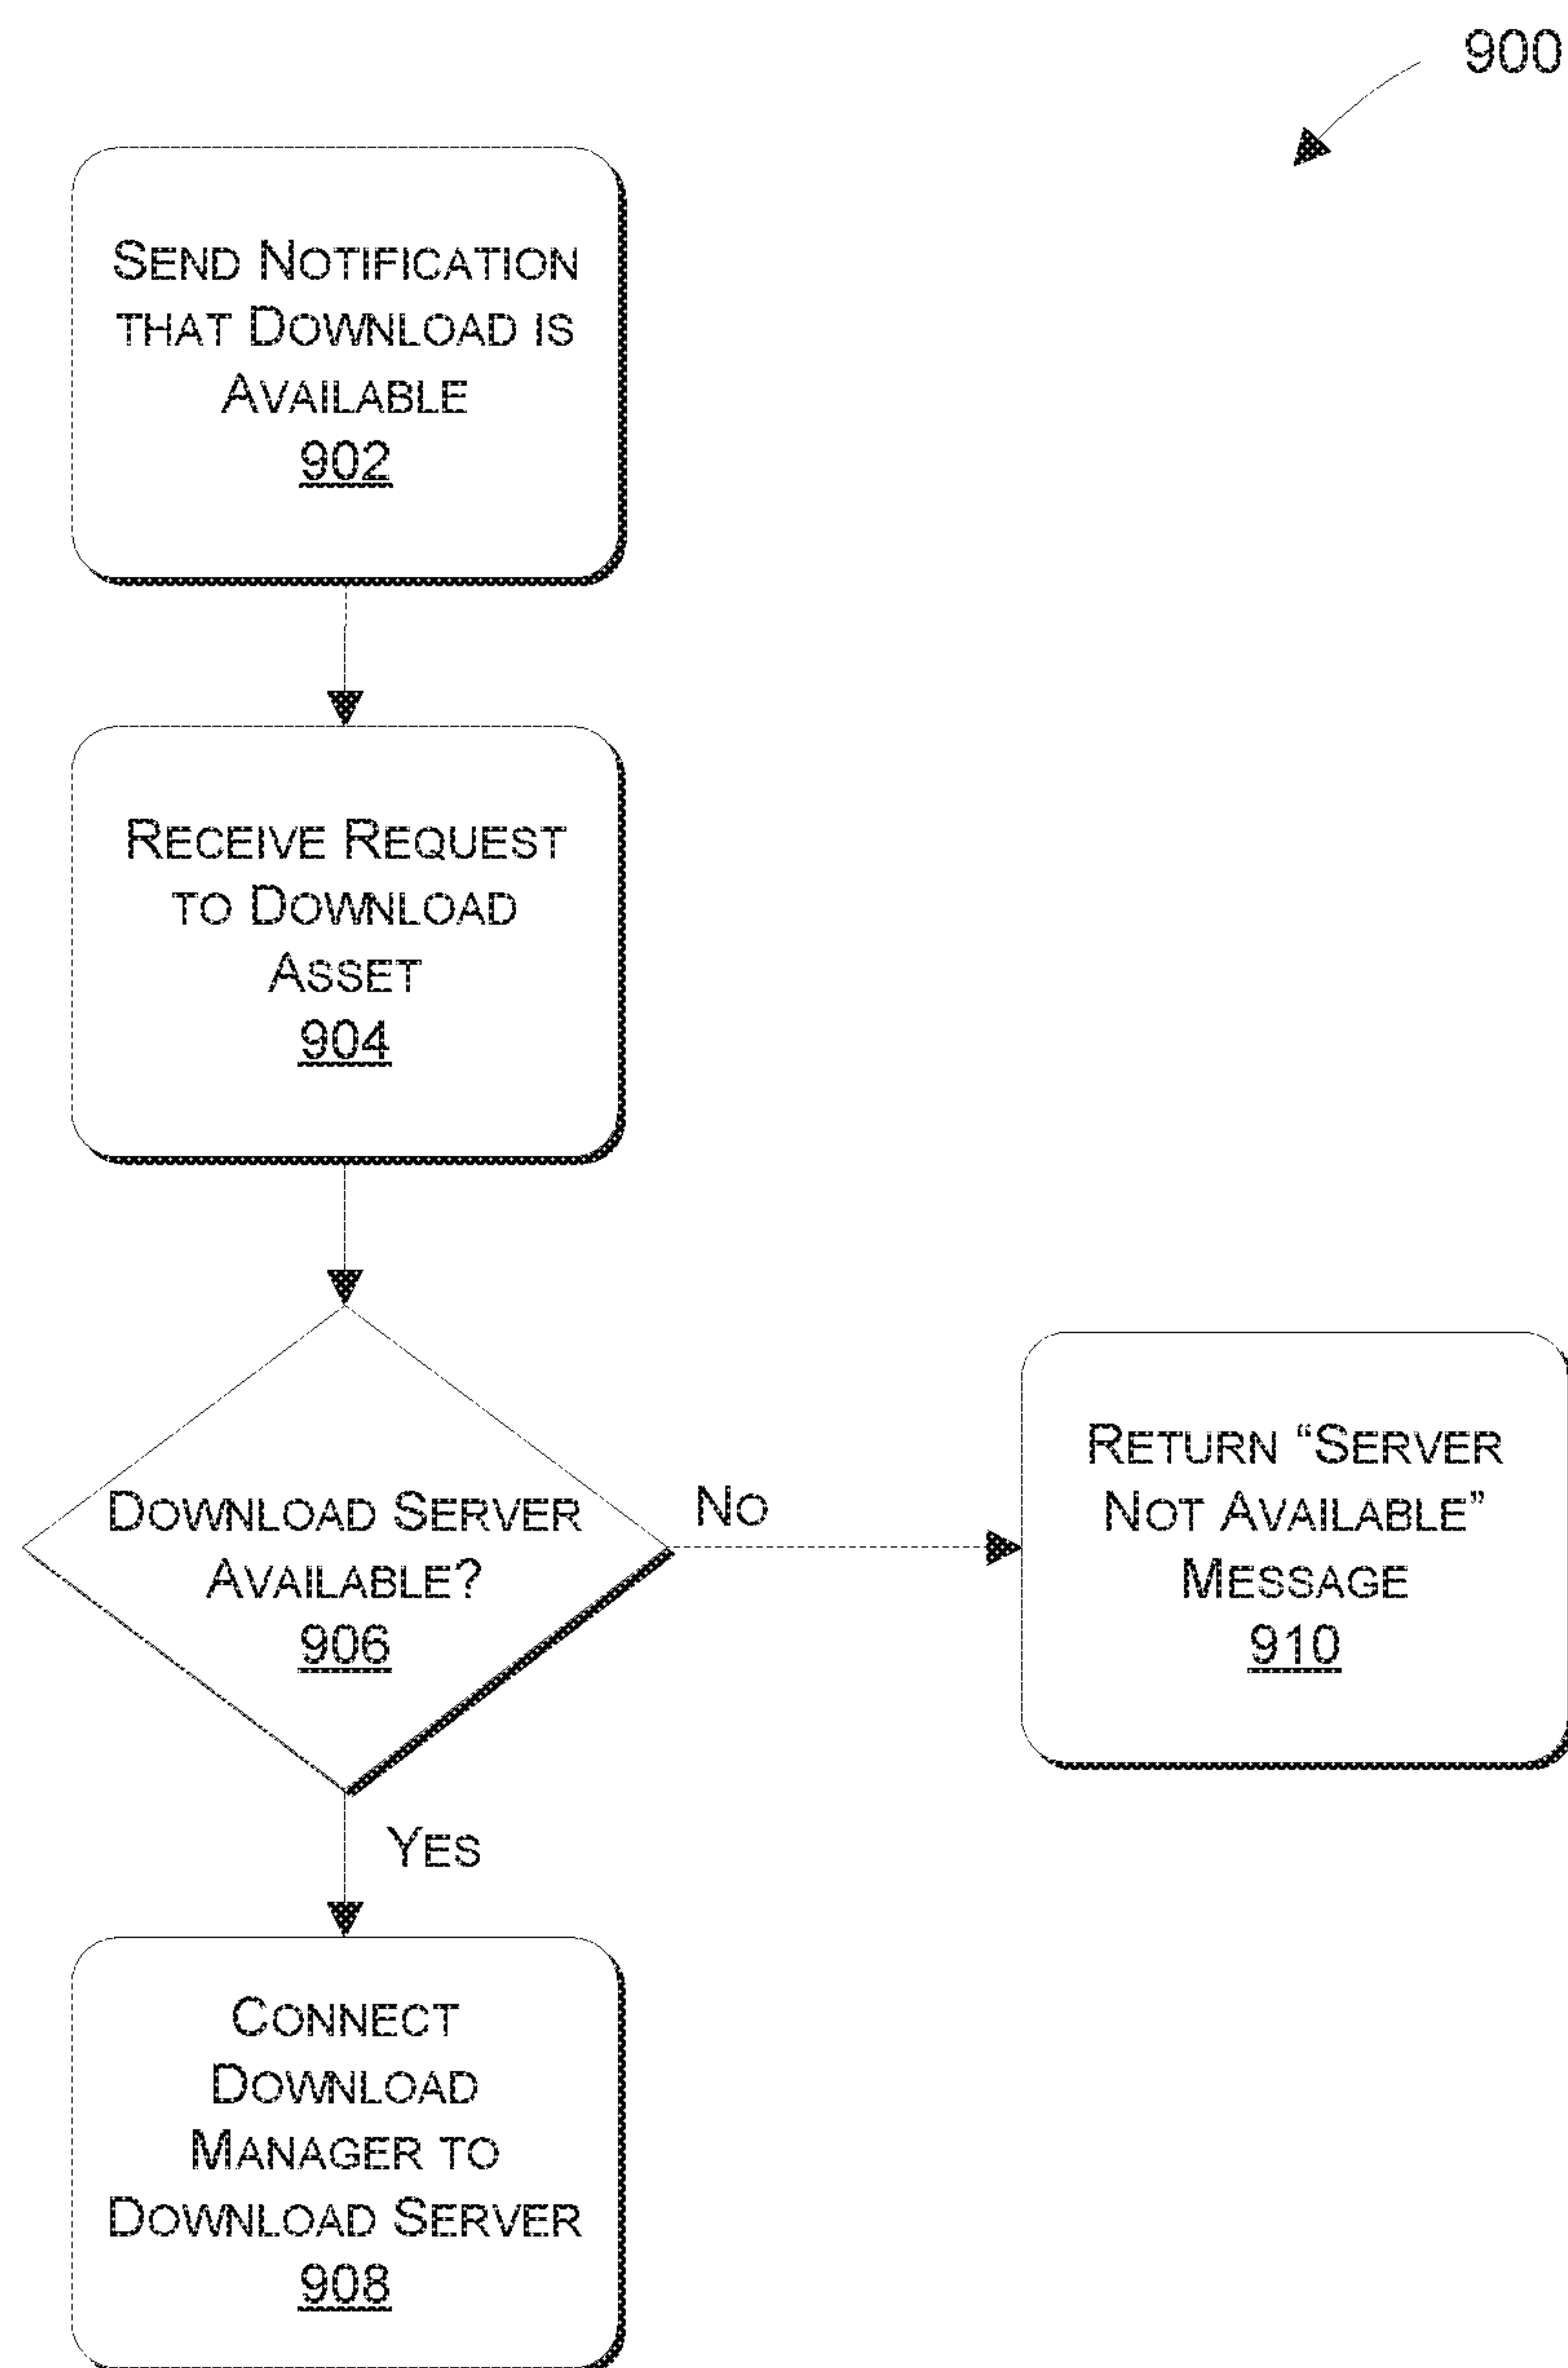 900
SEND NOTIFICATION
THAT DOWNLOAD IS
AVAILABLE
902
RECEIVE REQUEST
TO DOWNLOAD
ASSET
904
DOWNLOAD SERVER
AVAILABLE?
906
NO
RETURN “SERVER
NOT AVAILABLE”
MESSAGE
910
YES
CONNECT
DOWNLOAD
MANAGER TO
DOWNLOAD SERVER
908